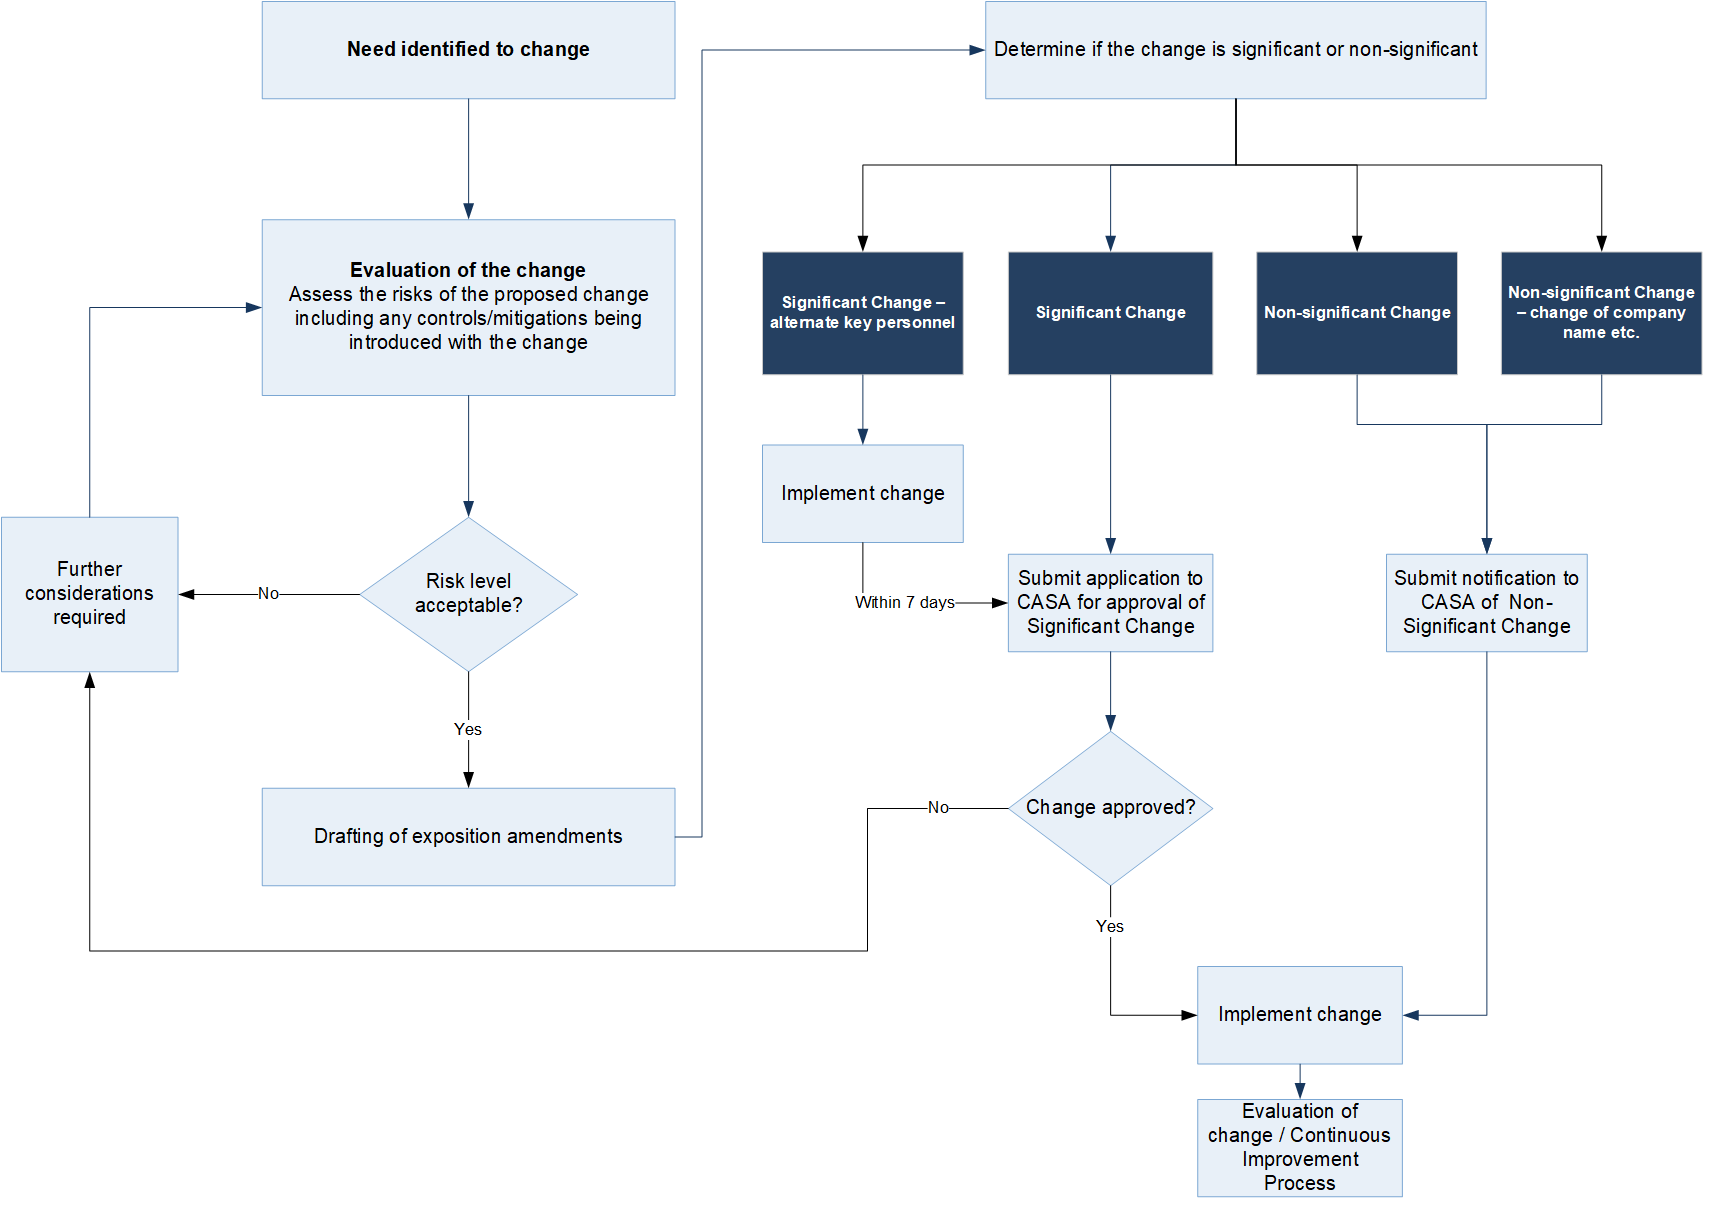 Need identified to change
Evaluation of the change
Assess the risks of the proposed change
including any controls/mitigations being
introduced with the change
Further
considerations
required
No
Risk level
acceptable?
Yes
Drafting of exposition amendments
Determine if the change is significant or non-significant
Significant Change –
alternate key personnel
Significant Change
Non-significant Change
Non-significant Change
– change of company
name etc.
Implement change
Within 7 days
Submit application to
CASA for approval of
Significant Change
Submit notification to
CASA of Non-
Significant Change
No
Change approved?
Yes
Implement change
Evaluation of
change / Continuous
Improvement
Process